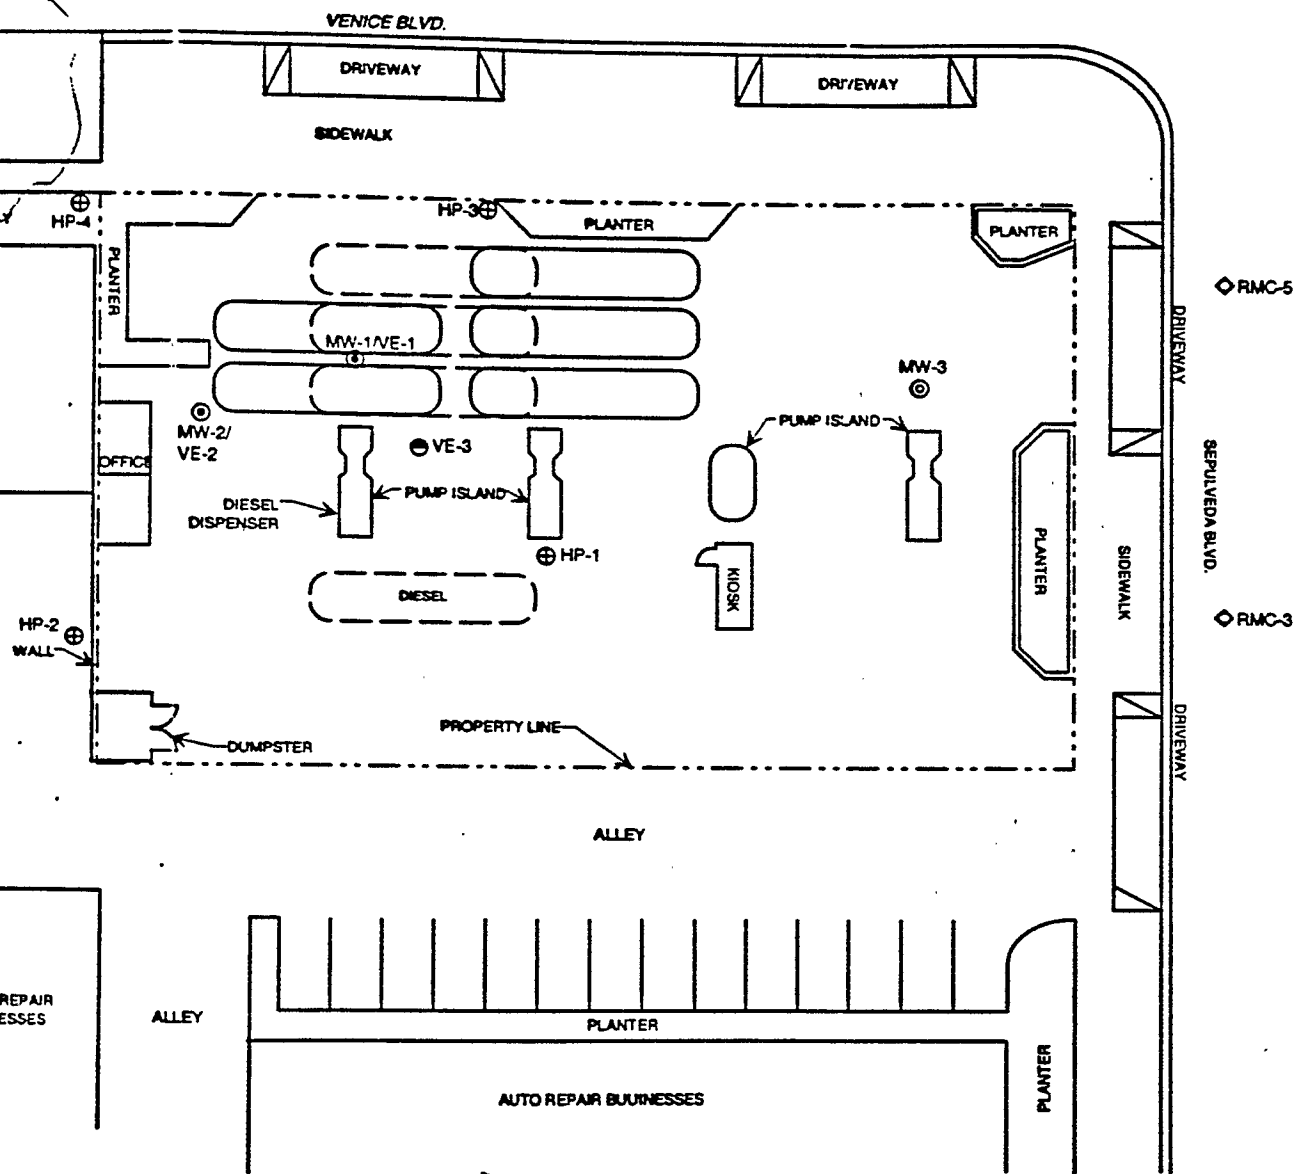 VENICE BLVD.
DRIVEWAY
DRIVEWAY
SIDEWALK
HP-4
HP-3
PLANTER
PLANTER
PLANTER
RMC-5
DRIVEWAY
MW-1/VE-1
MW-3
MW-2/
VE-2
VE-3
PUMP ISLAND
OFFICE
SEPULVEDA BLVD.
DIESEL
DISPENSER
PUMP ISLAND
HP-1
KIOSK
PLANTER
SIDEWALK
DIESEL
HP-2
WALL
RMC-3
PROPERTY LINE
DUMPSTER
DRIVEWAY
ALLEY
REPAIR
ESSES
ALLEY
PLANTER
PLANTER
AUTO REPAIR BUUINESSES